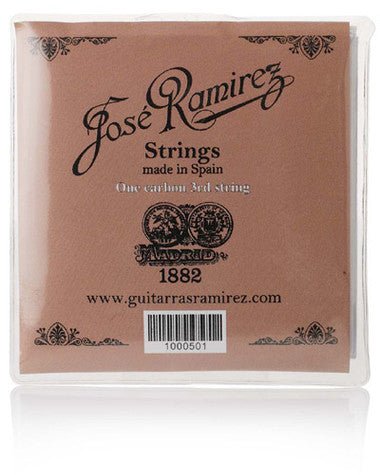 José Ramirez
Strings
made in Spain
One carbon 3rd string
MADRID
1882
www.guitarrasramirez.com
1000501